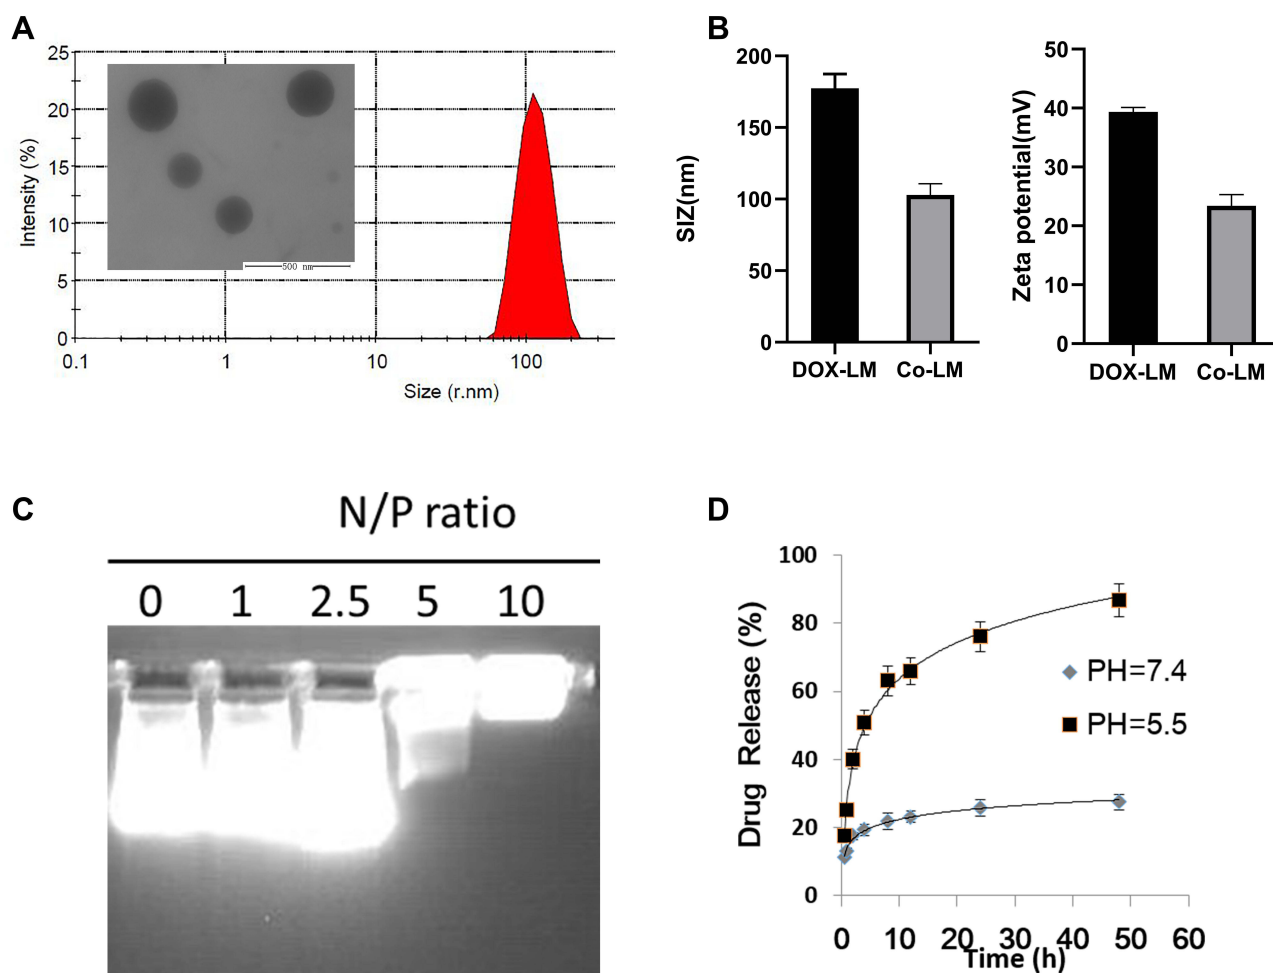 A
25
20
15
10
5
0
Intensity (%)
500 nm
0.1 1 10 100
Size (r.nm)
B
200
150
100
50
0
SIZ(nm)
DOX-LM Co-LM
50
40
30
20
10
0
Zeta potential(mV)
DOX-LM Co-LM
C
N/P ratio
0 1 2.5 5 10
D
100
80
60
40
20
0
Drug Release (%)
PH=7.4
PH=5.5
0 10 20 30 40 50 60
Time (h)